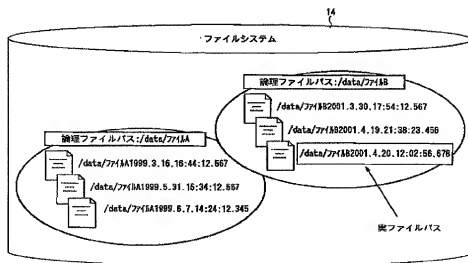 14
ファイルシステム
論理ファイルパス:/data/ファイルB
/data/ファイルB2001.3.30.17:54:12.567
/data/ファイルB2001.4.19.21:38:23.456
/data/ファイルB2001.4.20.12:02:56.678
論理ファイルパス:/data/ファイルA
/data/ファイルA1999.3.16.16:44:12.567
/data/ファイルA1999.5.31.15:34:12.567
/data/ファイルA1999.6.7.14:24:12.345
実ファイルパス